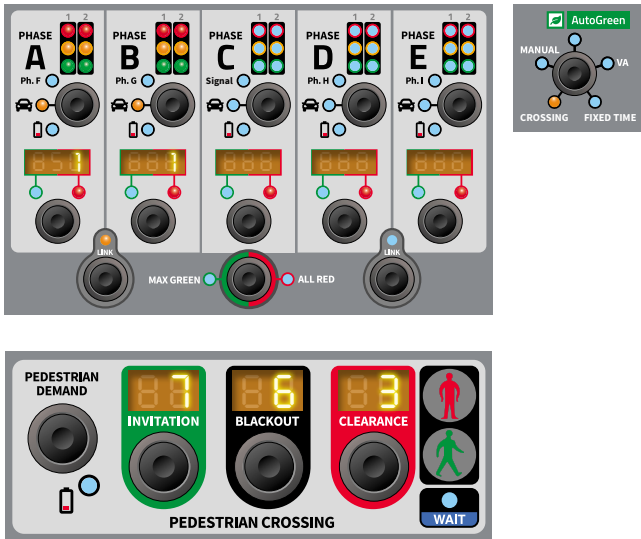 1 2
1 2
1 2
1 2
1 2
PHASE A
PHASE B
PHASE C
PHASE D
PHASE E
Ph. F
Ph. G
Signal
Ph. H
Ph. I
1
1
LINK
LINK
MAX GREEN
ALL RED
AutoGreen
MANUAL
VA
CROSSING
FIXED TIME
PEDESTRIAN
DEMAND
7
6
3
INVITATION
BLACKOUT
CLEARANCE
WAIT
PEDESTRIAN CROSSING